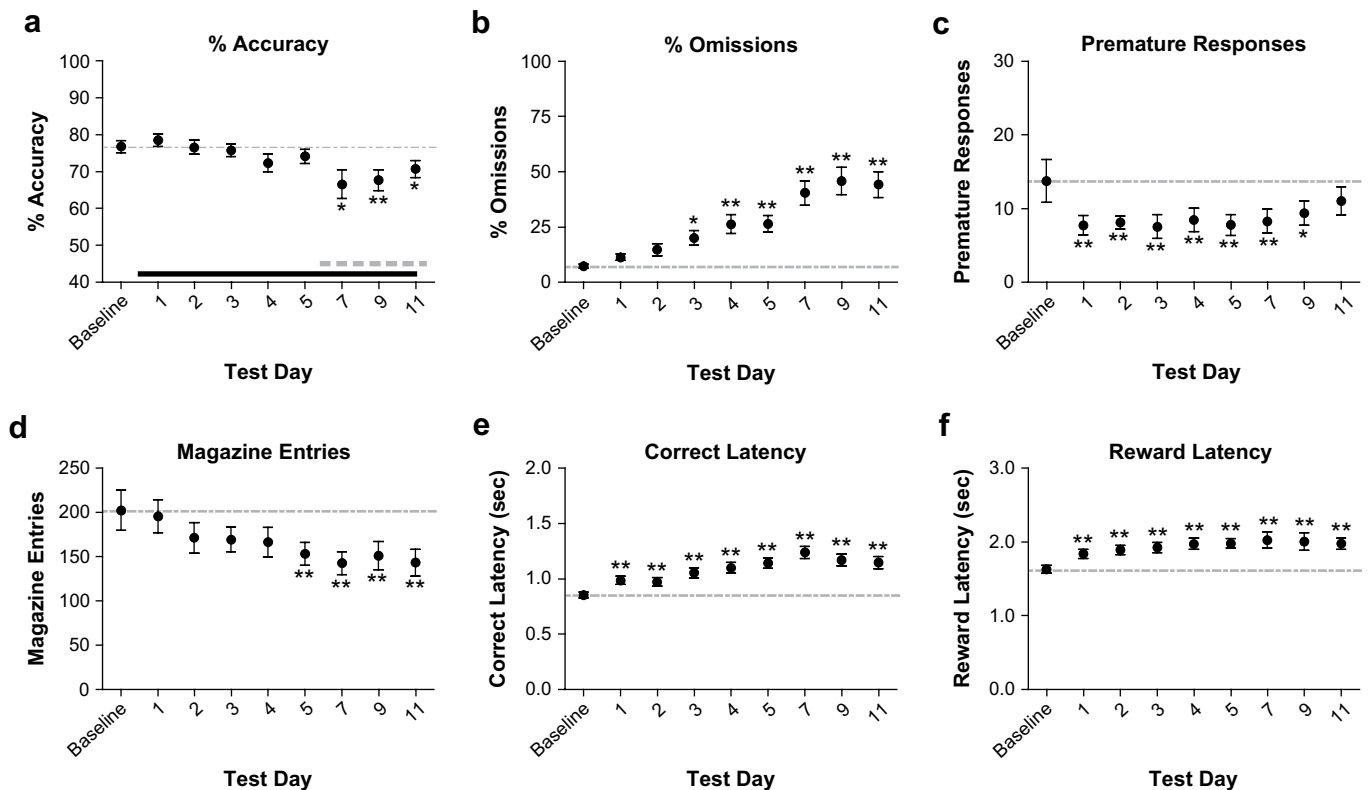 a
% Accuracy
% Accuracy
100
90
80
70
60
50
40
* ** *
Baseline 1 2 3 4 5 7 9 11
Test Day
b
% Omissions
% Omissions
100
75
50
25
0
* ** ** ** ** **
Baseline 1 2 3 4 5 7 9 11
Test Day
c
Premature Responses
Premature Responses
30
20
10
0
** ** ** ** ** ** *
Baseline 1 2 3 4 5 7 9 11
Test Day
d
Magazine Entries
Magazine Entries
250
200
150
100
50
0
** ** ** **
Baseline 1 2 3 4 5 7 9 11
Test Day
e
Correct Latency
Correct Latency (sec)
2.0
1.5
1.0
0.5
0.0
** ** ** ** ** ** ** **
Baseline 1 2 3 4 5 7 9 11
Test Day
f
Reward Latency
Reward Latency (sec)
3.0
2.0
1.0
0.0
** ** ** ** ** ** ** **
Baseline 1 2 3 4 5 7 9 11
Test Day